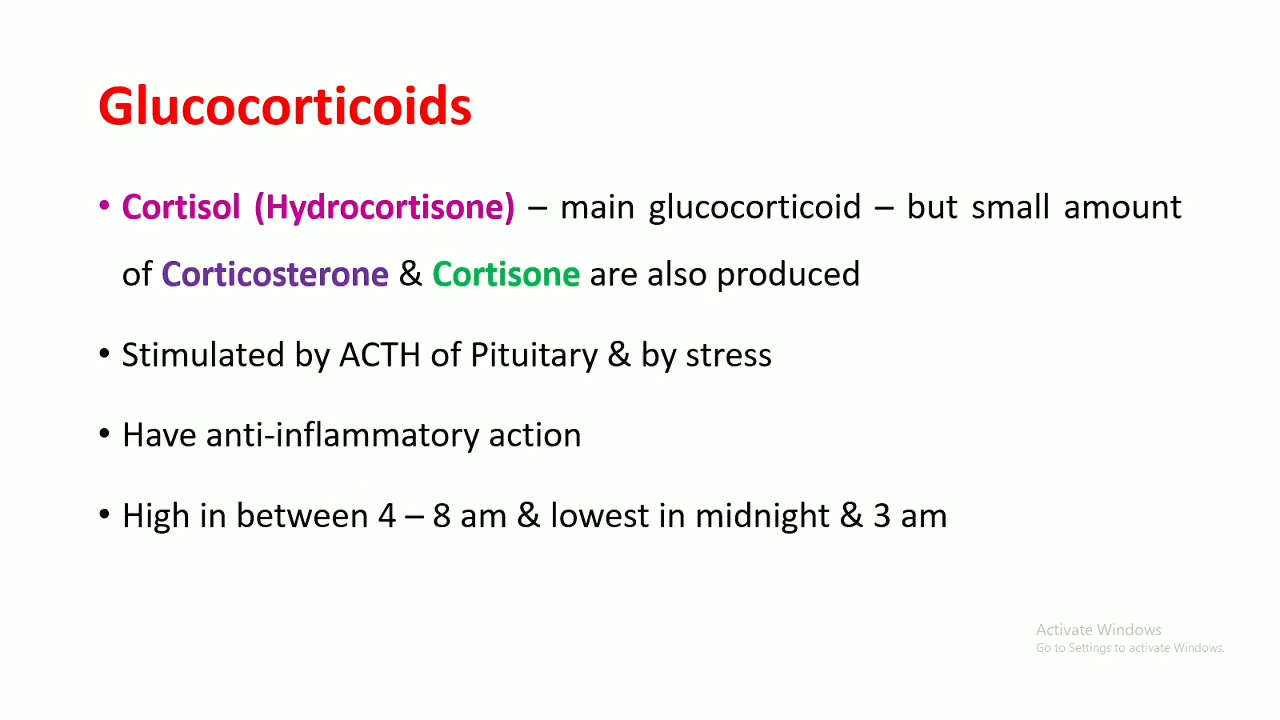 Glucocorticoids
• Cortisol (Hydrocortisone) – main glucocorticoid – but small amount
of Corticosterone & Cortisone are also produced
• Stimulated by ACTH of Pituitary & by stress
• Have anti-inflammatory action
• High in between 4 – 8 am & lowest in midnight & 3 am
Activate Windows
Go to Settings to activate Windows.